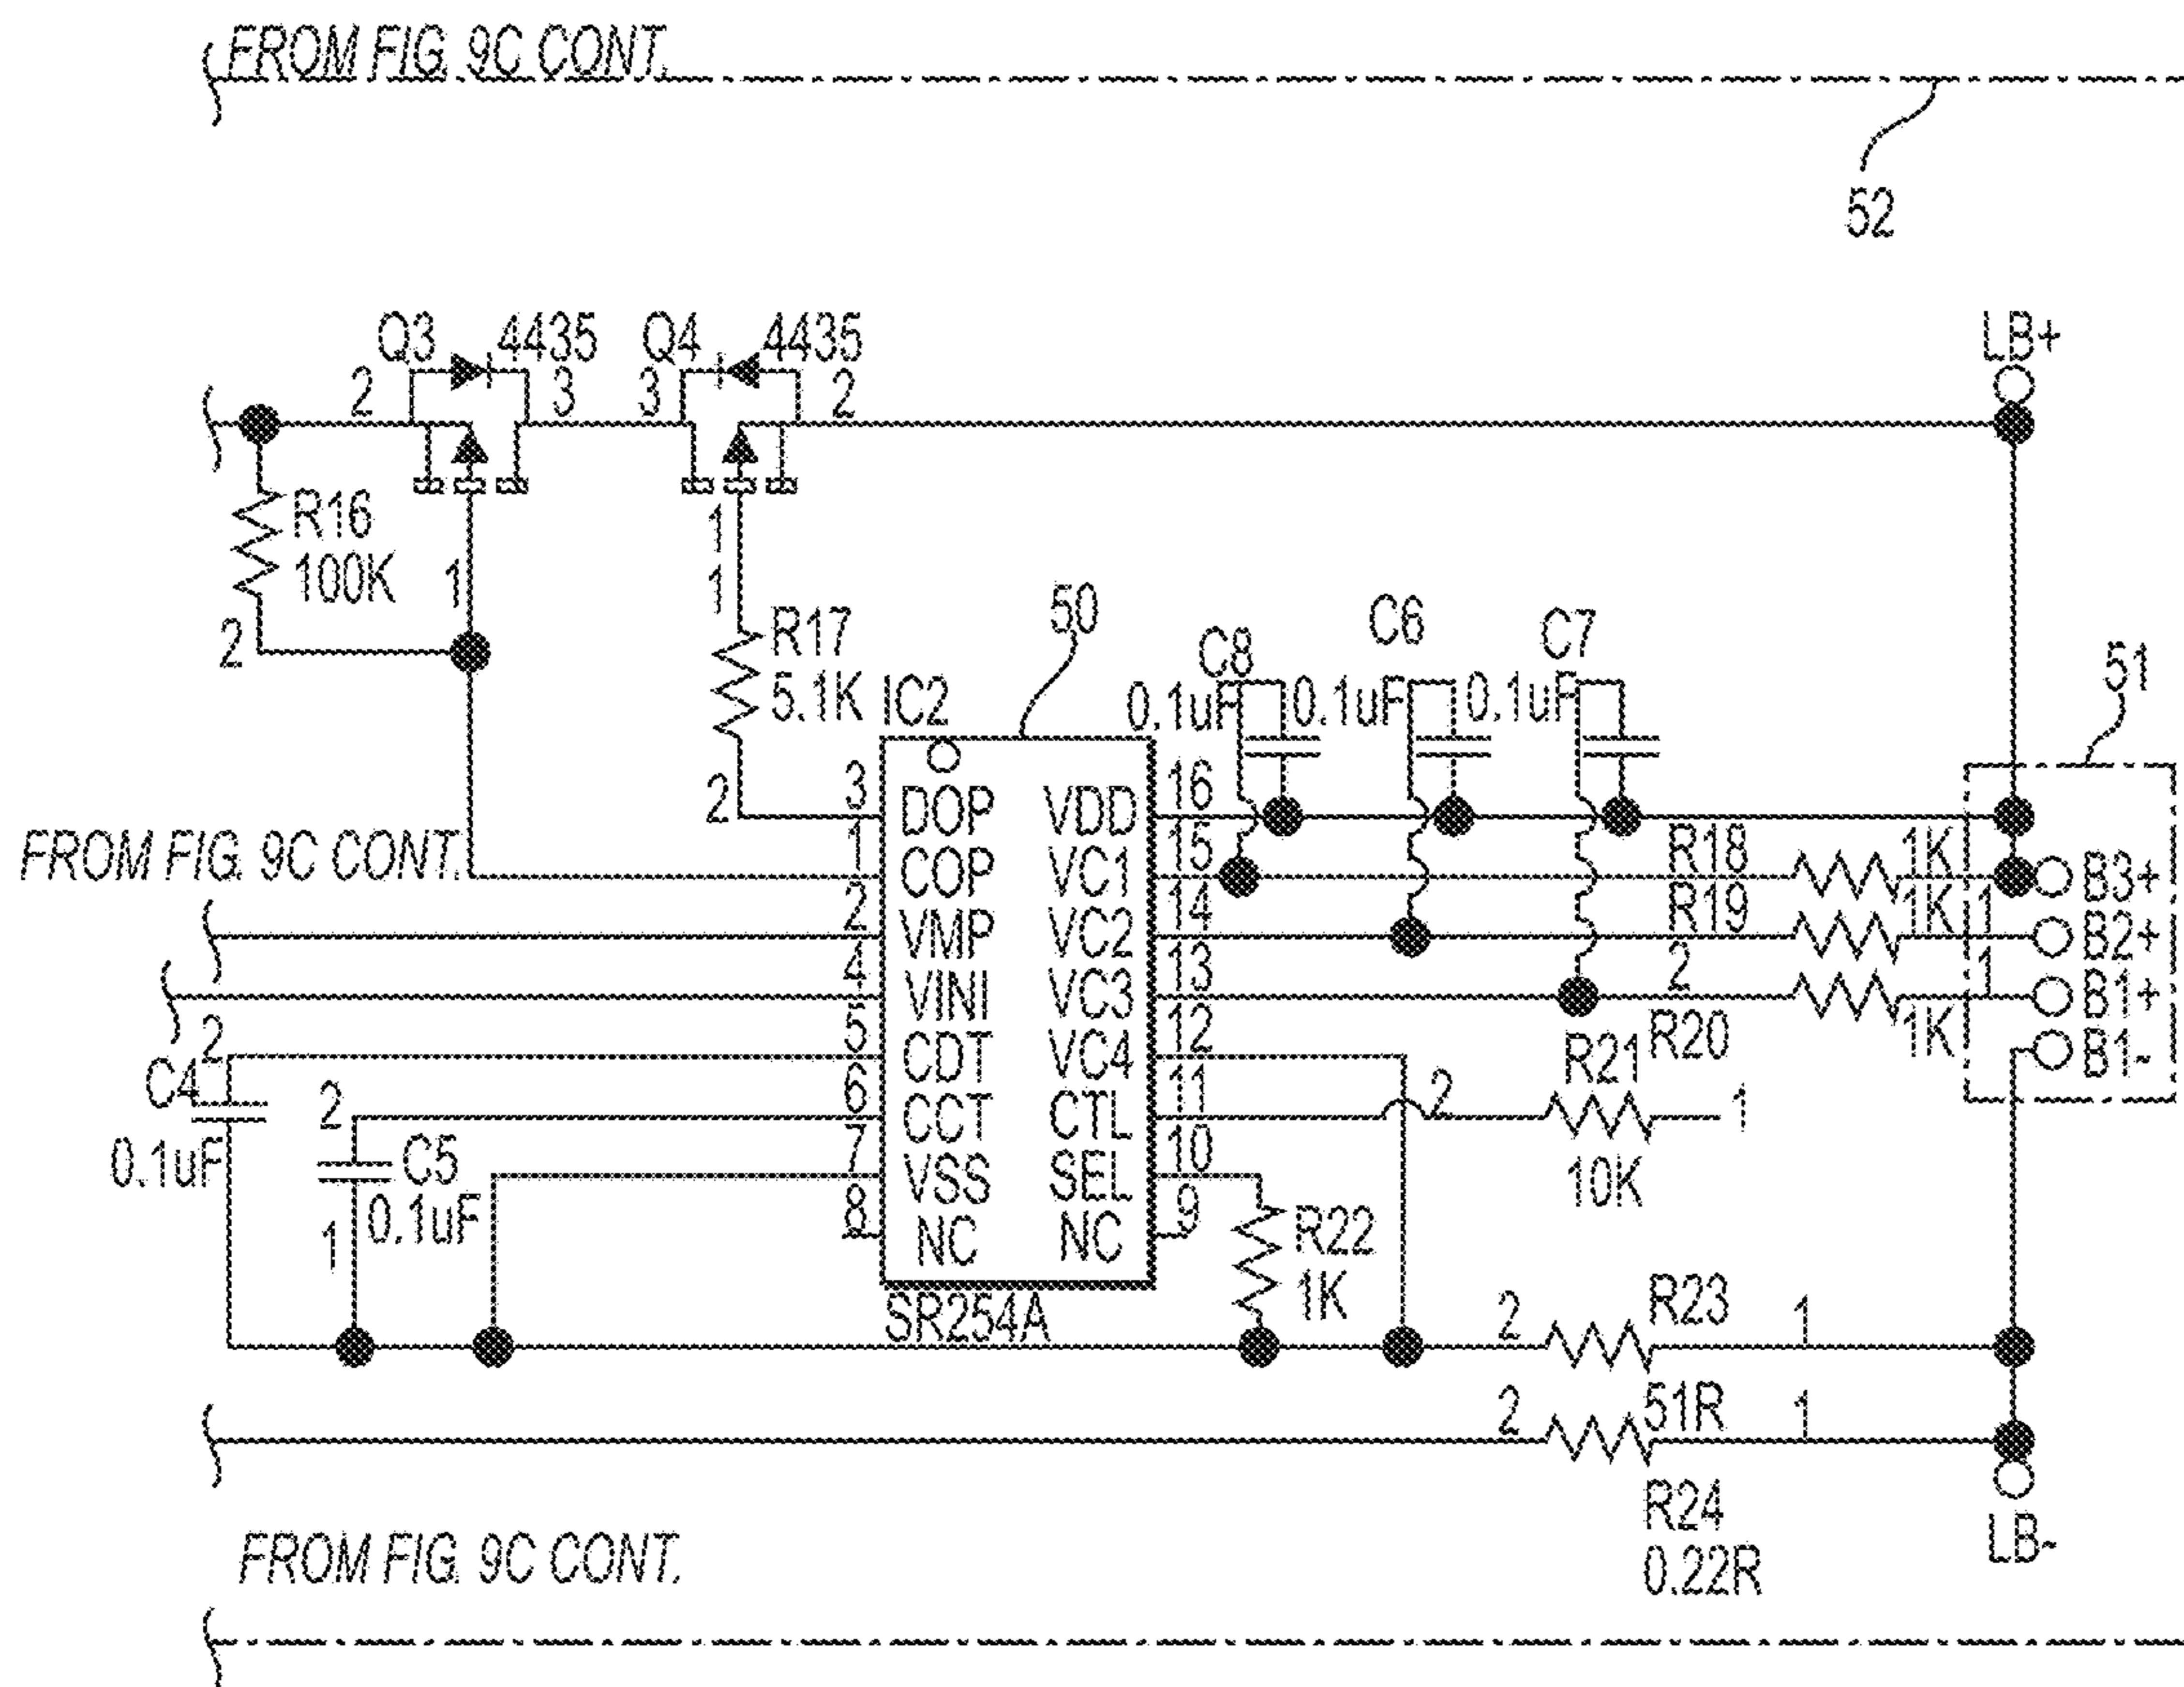 FROM FIG. 9C CONT.
52
Q3 4435 Q4 4435
LB+
2 3 3 2
R16
100K
1
1
1
2
R17
5.1K
2
50
C8
0.1uF
C6
0.1uF
C7
0.1uF
51
IC2
3 DOP VDD 16
FROM FIG. 9C CONT.
1 COP VC1 15 R18 1K B3+
2 VMP VC2 14 R19 1K 1 B2+
4 VINI VC3 13 2 R20 1K 1 B1+
5 CDT VC4 12 B1-
6 CCT CTL 11 2 R21 10K 1
7 VSS SEL 10
8 NC NC 9
2
C4
0.1uF
2
C5
0.1uF
1
R22
1K
SR254A
2 R23 1
51R
2 1
R24
0.22R
LB-
FROM FIG. 9C CONT.